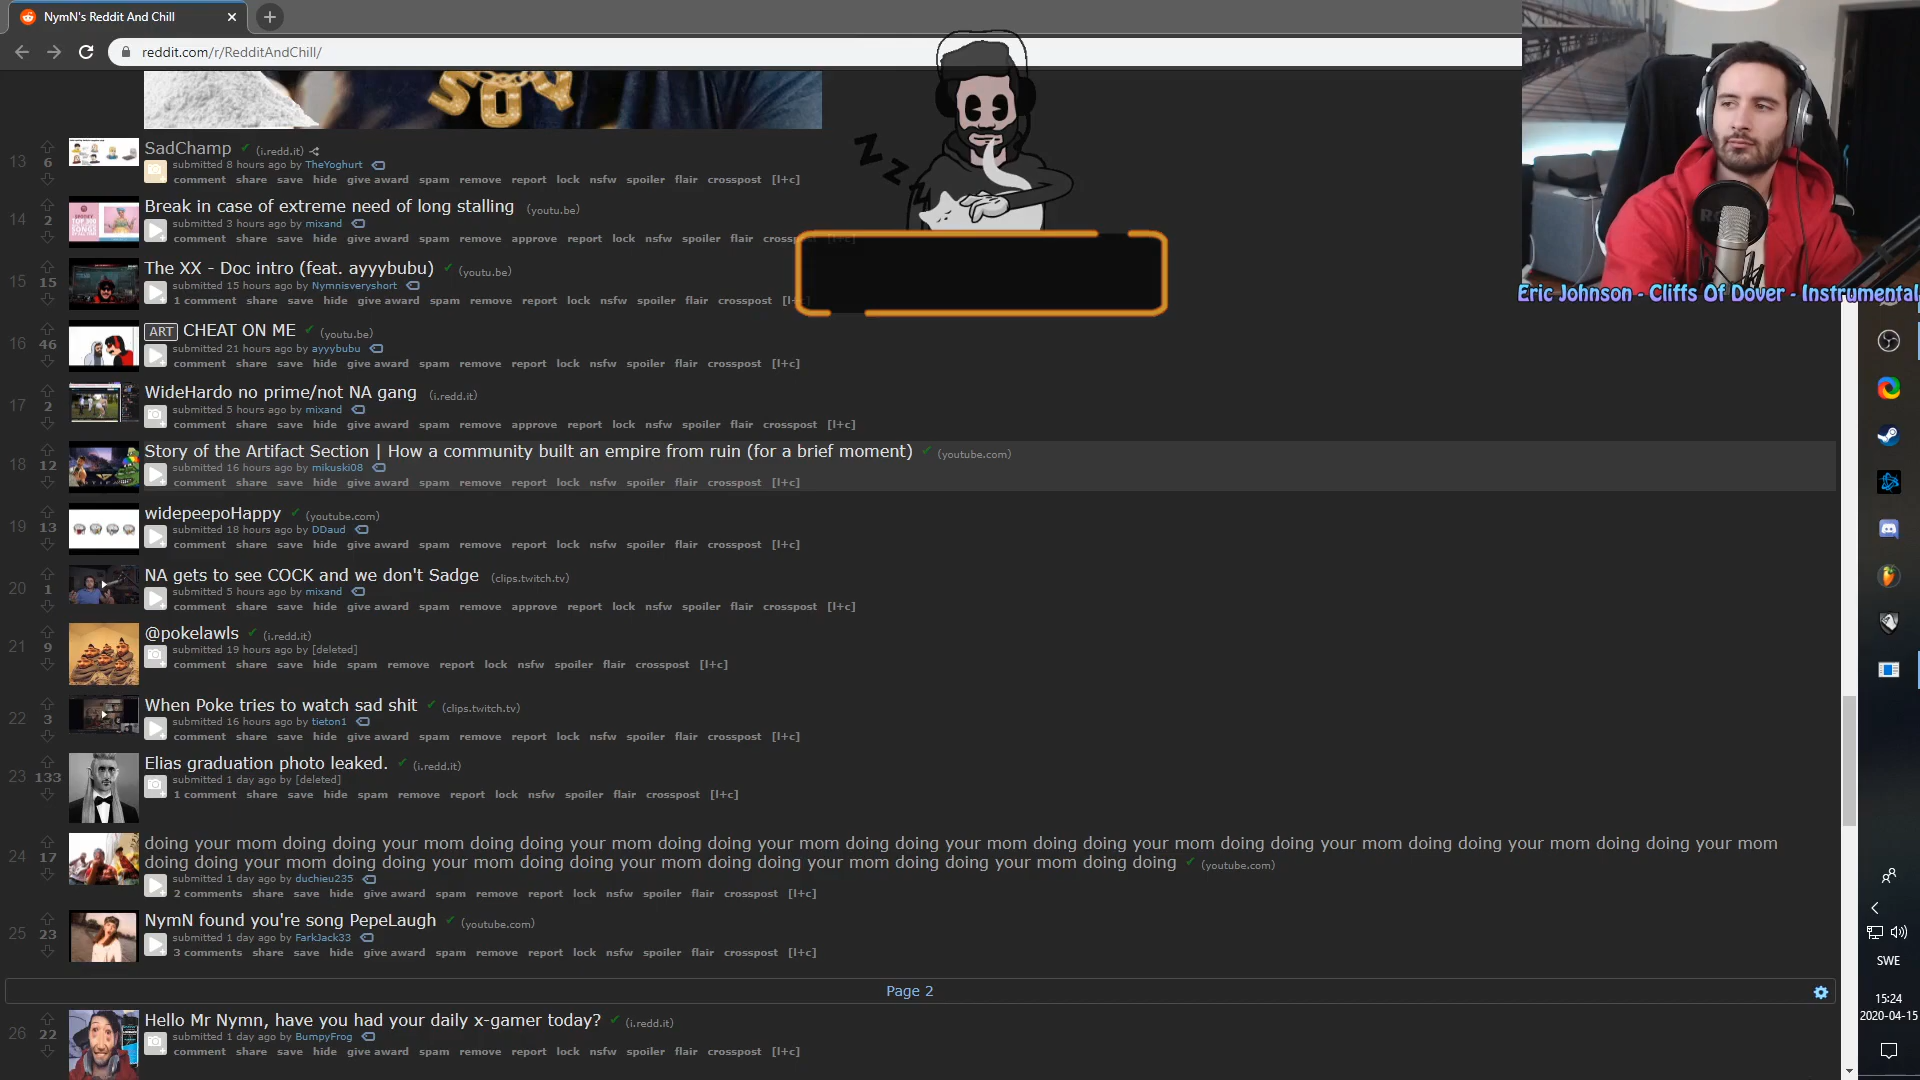 NymN's Reddit And Chill
reddit.com/r/RedditAndChill/
SOY
13 6 SadChamp (i.redd.it)
submitted 8 hours ago by TheYoghurt
comment share save hide give award spam remove report lock nsfw spoiler flair crosspost [l+c]
14 2 Break in case of extreme need of long stalling (youtu.be)
submitted 3 hours ago by mixand
comment share save hide give award spam remove approve report lock nsfw spoiler flair crosspost [l+c]
15 15 The XX - Doc intro (feat. ayyybubu) (youtu.be)
submitted 15 hours ago by Nymnisveryshort
1 comment share save hide give award spam remove report lock nsfw spoiler flair crosspost [l+
16 46 ART CHEAT ON ME (youtu.be)
submitted 21 hours ago by ayyybubu
comment share save hide give award spam remove report lock nsfw spoiler flair crosspost [l+c]
17 2 WideHardo no prime/not NA gang (i.redd.it)
submitted 5 hours ago by mixand
comment share save hide give award spam remove approve report lock nsfw spoiler flair crosspost [l+c]
18 12 Story of the Artifact Section | How a community built an empire from ruin (for a brief moment) (youtube.com)
submitted 16 hours ago by mikuski08
comment share save hide give award spam remove report lock nsfw spoiler flair crosspost [l+c]
19 13 widepeepoHappy (youtube.com)
submitted 18 hours ago by DDaud
comment share save hide give award spam remove report lock nsfw spoiler flair crosspost [l+c]
20 1 NA gets to see COCK and we don't Sadge (clips.twitch.tv)
submitted 5 hours ago by mixand
comment share save hide give award spam remove approve report lock nsfw spoiler flair crosspost [l+c]
21 9 @pokelawls (i.redd.it)
submitted 19 hours ago by [deleted]
comment share save hide spam remove report lock nsfw spoiler flair crosspost [l+c]
22 3 When Poke tries to watch sad shit (clips.twitch.tv)
submitted 16 hours ago by tieton1
comment share save hide give award spam remove report lock nsfw spoiler flair crosspost [l+c]
23 133 Elias graduation photo leaked. (i.redd.it)
submitted 1 day ago by [deleted]
1 comment share save hide spam remove report lock nsfw spoiler flair crosspost [l+c]
24 17 doing your mom doing doing your mom doing doing your mom doing doing your mom doing doing your mom doing doing your mom doing doing your mom doing doing your mom doing doing your mom
doing doing your mom doing doing your mom doing doing your mom doing doing your mom doing doing your mom doing doing (youtube.com)
submitted 1 day ago by duchieu235
2 comments share save hide give award spam remove report lock nsfw spoiler flair crosspost [l+c]
25 23 NymN found you're song PepeLaugh (youtube.com)
submitted 1 day ago by FarkJack33
3 comments share save hide give award spam remove report lock nsfw spoiler flair crosspost [l+c]
Page 2
26 22 Hello Mr Nymn, have you had your daily x-gamer today? (i.redd.it)
submitted 1 day ago by BumpyFrog
comment share save hide give award spam remove report lock nsfw spoiler flair crosspost [l+c]
Z Z Z
Eric Johnson - Cliffs Of Dover - Instrumental
SWE
15:24
2020-04-15